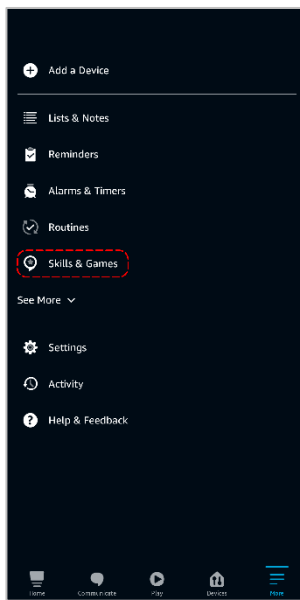 Add a Device
Lists & Notes
Reminders
Alarms & Timers
Routines
Skills & Games
See More
Settings
Activity
Help & Feedback
Home Communicate Play Devices More